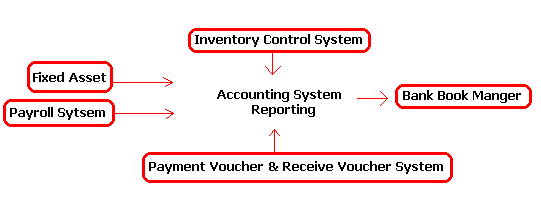 Inventory Control System
Fixed Asset
Accounting System
Reporting
Bank Book Manger
Payroll Sytsem
Payment Voucher & Receive Voucher System